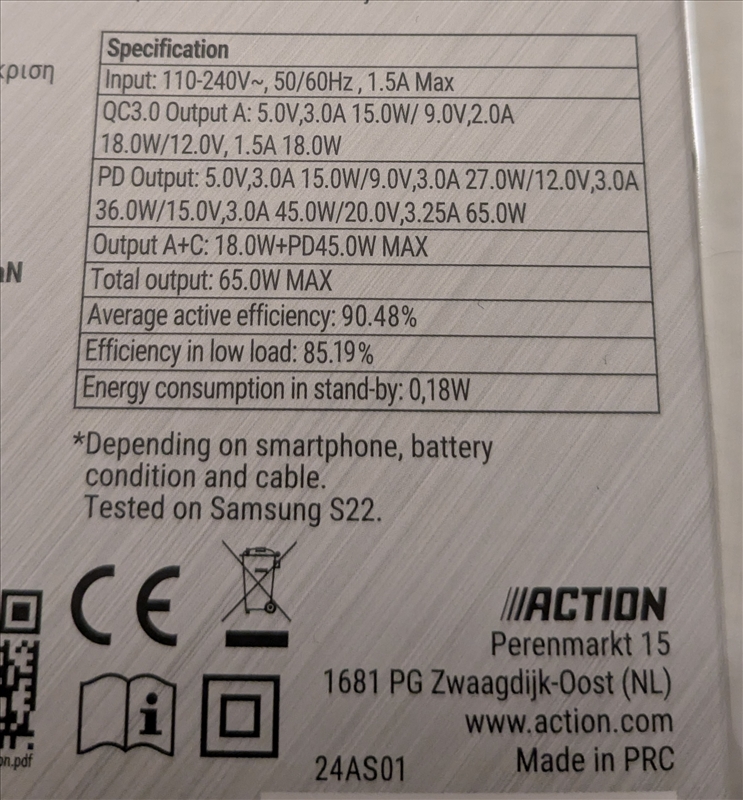 κριση
Specification
Input: 110-240V~, 50/60Hz , 1.5A Max
QC3.0 Output A: 5.0V,3.0A 15.0W/ 9.0V,2.0A
18.0W/12.0V, 1.5A 18.0W
PD Output: 5.0V,3.0A 15.0W/9.0V,3.0A 27.0W/12.0V,3.0A
36.0W/15.0V,3.0A 45.0W/20.0V,3.25A 65.0W
Output A+C: 18.0W+PD45.0W MAX
aN
Total output: 65.0W MAX
Average active efficiency: 90.48%
Efficiency in low load: 85.19%
Energy consumption in stand-by: 0,18W
*Depending on smartphone, battery
condition and cable.
Tested on Samsung S22.
CE
///ACTION
Perenmarkt 15
1681 PG Zwaagdijk-Oost (NL)
www.action.com
on.pdf
24AS01
Made in PRC